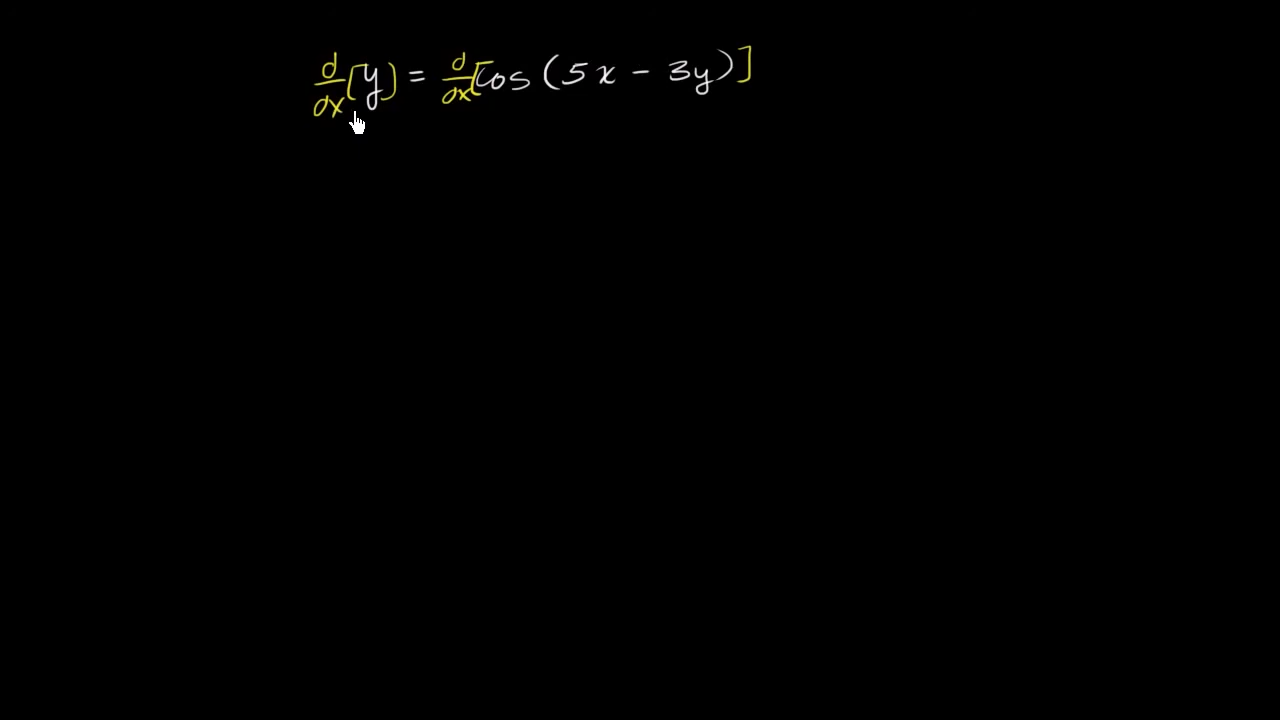 d/dx [y] = d/dx [cos (5x - 3y)]